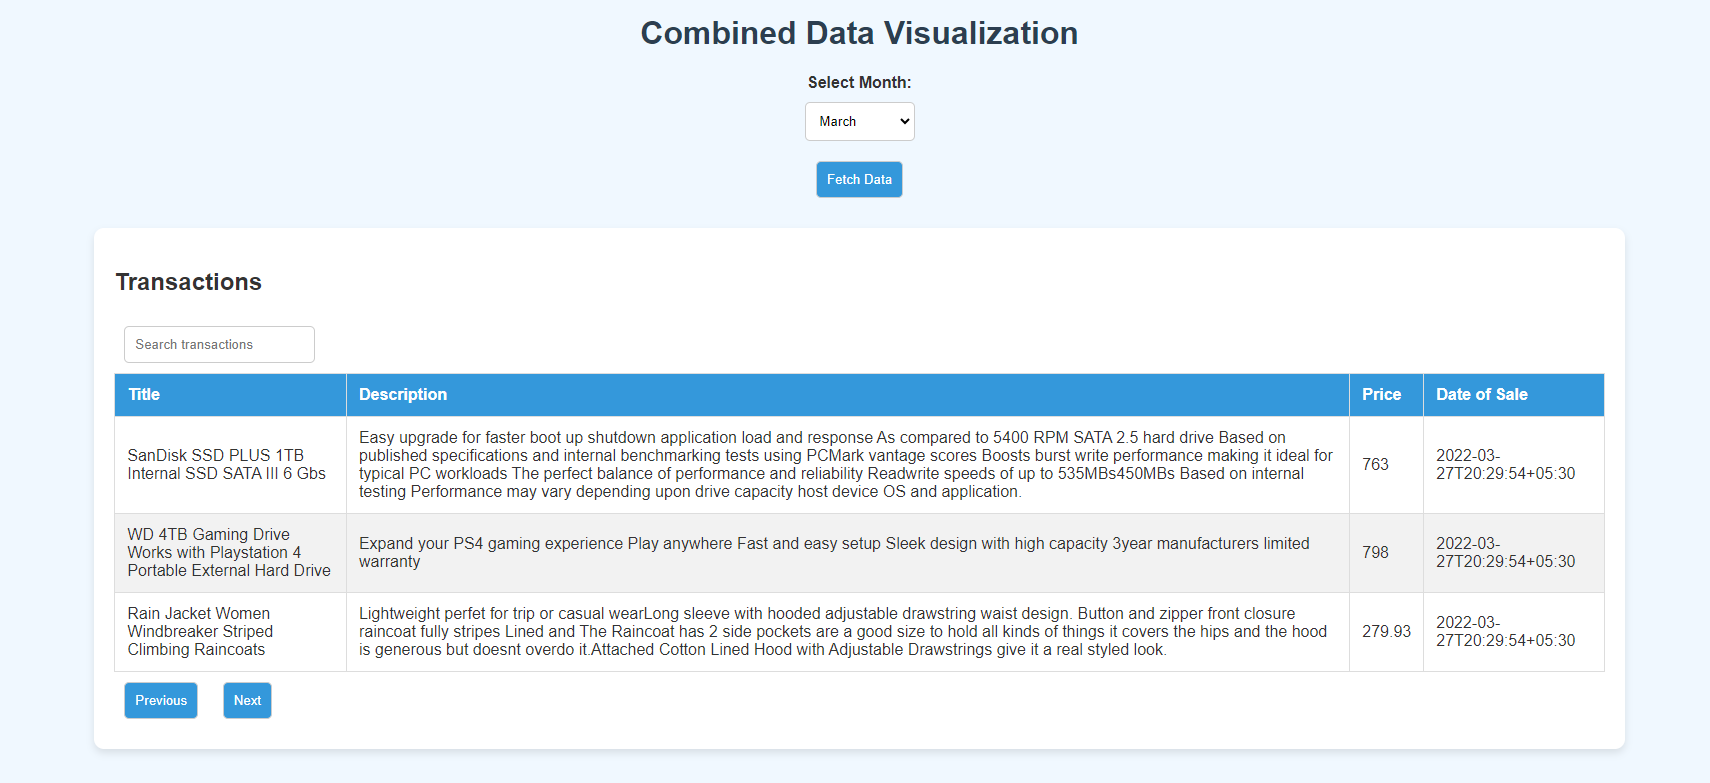 Combined Data Visualization
Select Month:
March
Fetch Data
Transactions
Search transactions
Title Description Price Date of Sale
SanDisk SSD PLUS 1TB
Internal SSD SATA III 6 Gbs
Easy upgrade for faster boot up shutdown application load and response As compared to 5400 RPM SATA 2.5 hard drive Based on
published specifications and internal benchmarking tests using PCMark vantage scores Boosts burst write performance making it ideal for
typical PC workloads The perfect balance of performance and reliability Readwrite speeds of up to 535MBs450MBs Based on internal
testing Performance may vary depending upon drive capacity host device OS and application.
763
2022-03-
27T20:29:54+05:30
WD 4TB Gaming Drive
Works with Playstation 4
Portable External Hard Drive
Expand your PS4 gaming experience Play anywhere Fast and easy setup Sleek design with high capacity 3year manufacturers limited
warranty
798
2022-03-
27T20:29:54+05:30
Rain Jacket Women
Windbreaker Striped
Climbing Raincoats
Lightweight perfet for trip or casual wearLong sleeve with hooded adjustable drawstring waist design. Button and zipper front closure
raincoat fully stripes Lined and The Raincoat has 2 side pockets are a good size to hold all kinds of things it covers the hips and the hood
is generous but doesnt overdo it.Attached Cotton Lined Hood with Adjustable Drawstrings give it a real styled look.
279.93
2022-03-
27T20:29:54+05:30
Previous Next